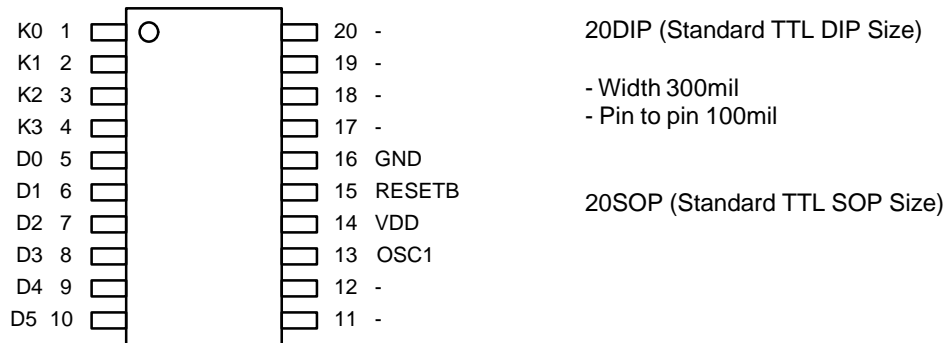 K0 1 20 - 20DIP (Standard TTL DIP Size)
K1 2 19 -
K2 3 18 - - Width 300mil
K3 4 17 - - Pin to pin 100mil
D0 5 16 GND
D1 6 15 RESETB
D2 7 14 VDD 20SOP (Standard TTL SOP Size)
D3 8 13 OSC1
D4 9 12 -
D5 10 11 -